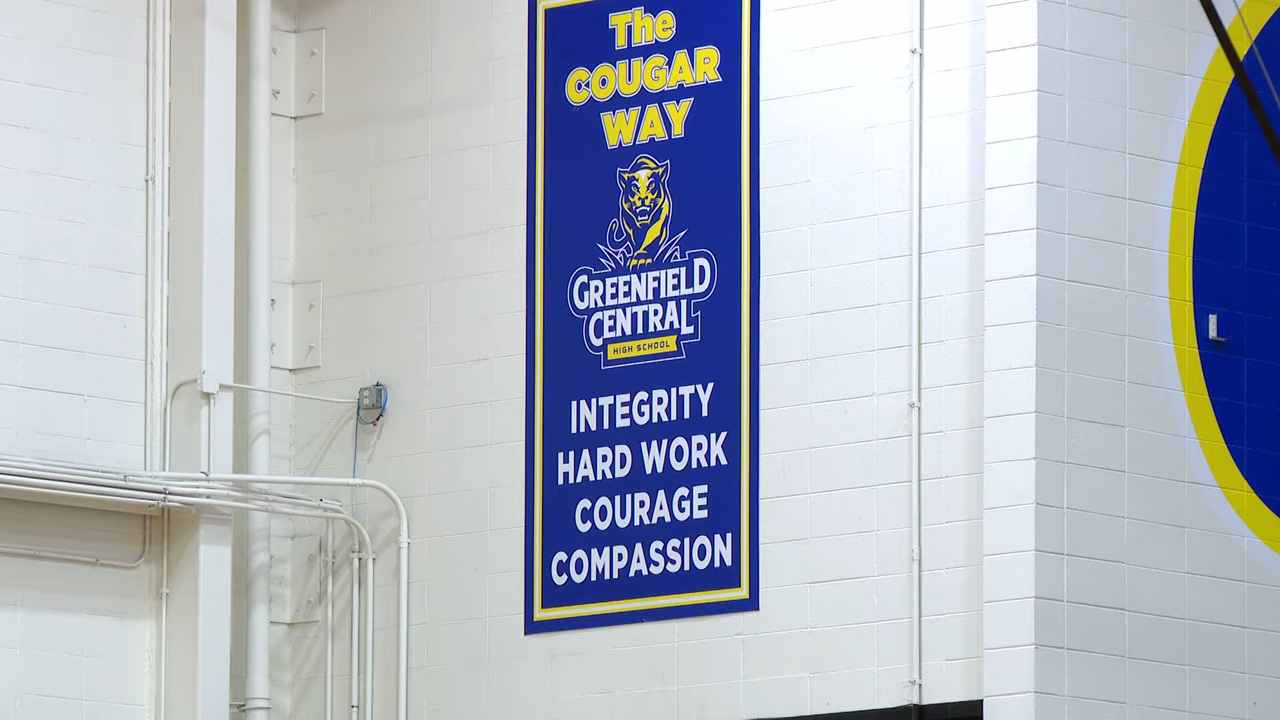 The
COUGAR
WAY
GREENFIELD
CENTRAL
HIGH SCHOOL
INTEGRITY
HARD WORK
COURAGE
COMPASSION